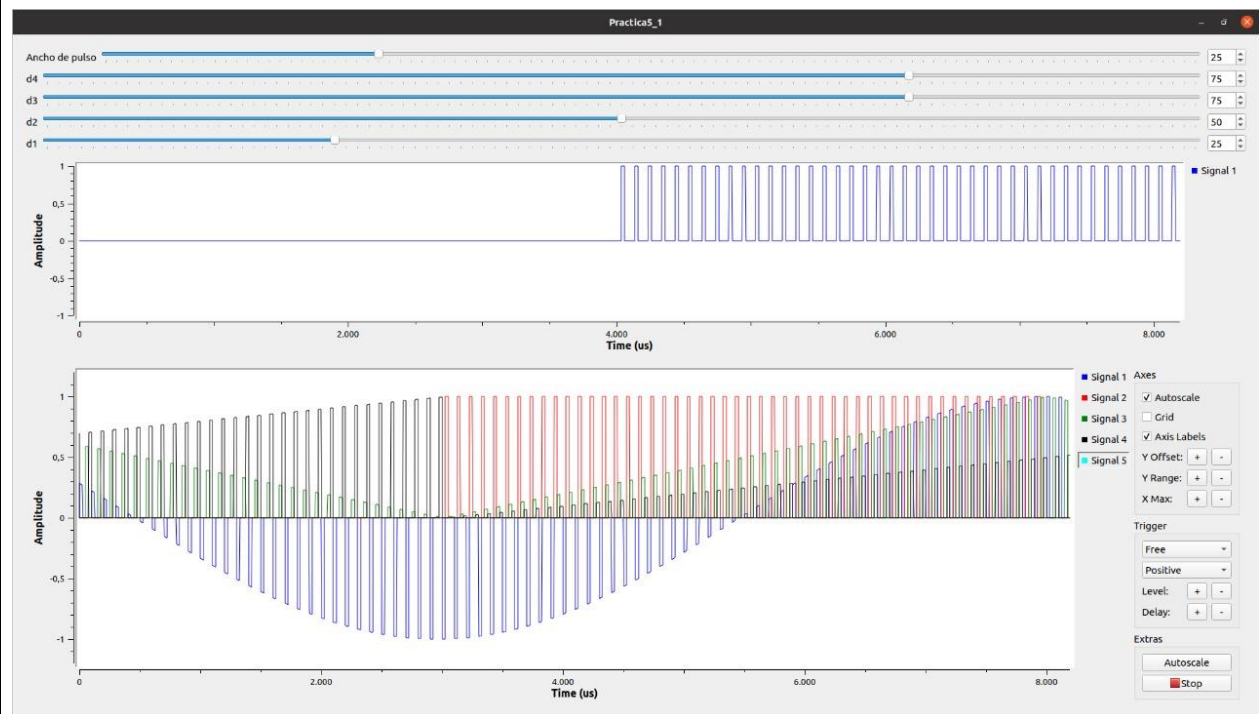 Practica5_1
Ancho de pulso 25
d4 75
d3 75
d2 50
d1 25
1
0,5
0
-0,5
-1
Amplitude
0 2.000 4.000 6.000 8.000
Time (us)
Signal 1
1
0,5
0
-0,5
-1
Amplitude
0 2.000 4.000 6.000 8.000
Time (us)
Signal 1
Signal 2
Signal 3
Signal 4
Signal 5
Axes
Autoscale
Grid
Axis Labels
Y Offset: + -
Y Range: + -
X Max: + -
Trigger
Free
Positive
Level: + -
Delay: + -
Extras
Autoscale
Stop